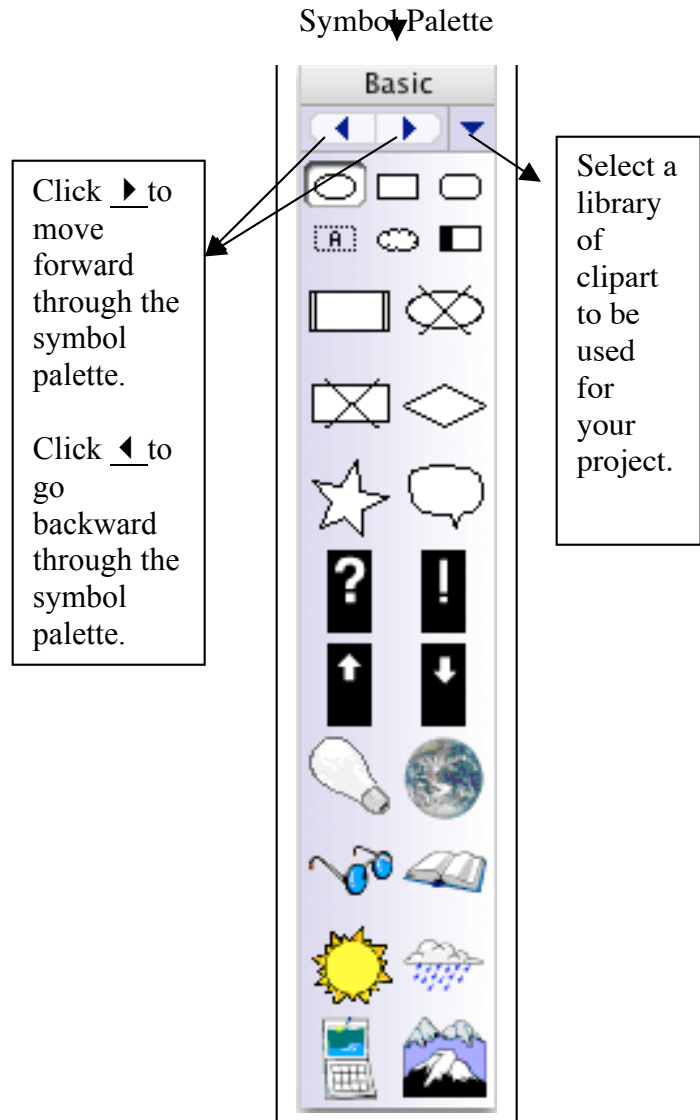 Symbol Palette
Basic
Click ▶ to
move
forward
through the
symbol
palette.
Click ◀ to
go
backward
through the
symbol
palette.
Select a
library
of
clipart
to be
used
for
your
project.
A
?
!